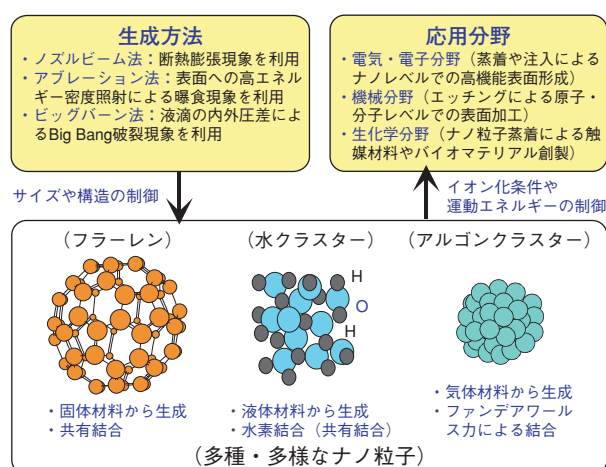 生成方法
・ノズルビーム法：断熱膨張現象を利用
・アブレーション法：表面への高エネル
ギー密度照射による曝食現象を利用
・ビッグバーン法：液滴の内外圧差によ
るBig Bang破裂現象を利用
応用分野
・電気・電子分野（蒸着や注入による
ナノレベルでの高機能表面形成）
・機械分野（エッチングによる原子・
分子レベルでの表面加工）
・生化学分野（ナノ粒子蒸着による触
媒材料やバイオマテリアル創製）
サイズや構造の制御
イオン化条件や
運動エネルギーの制御
（フラーレン）
（水クラスター）
（アルゴンクラスター）
H
O
H
・固体材料から生成
・共有結合
・液体材料から生成
・水素結合（共有結合）
・気体材料から生成
・ファンデアワール
ス力による結合
（多種・多様なナノ粒子）